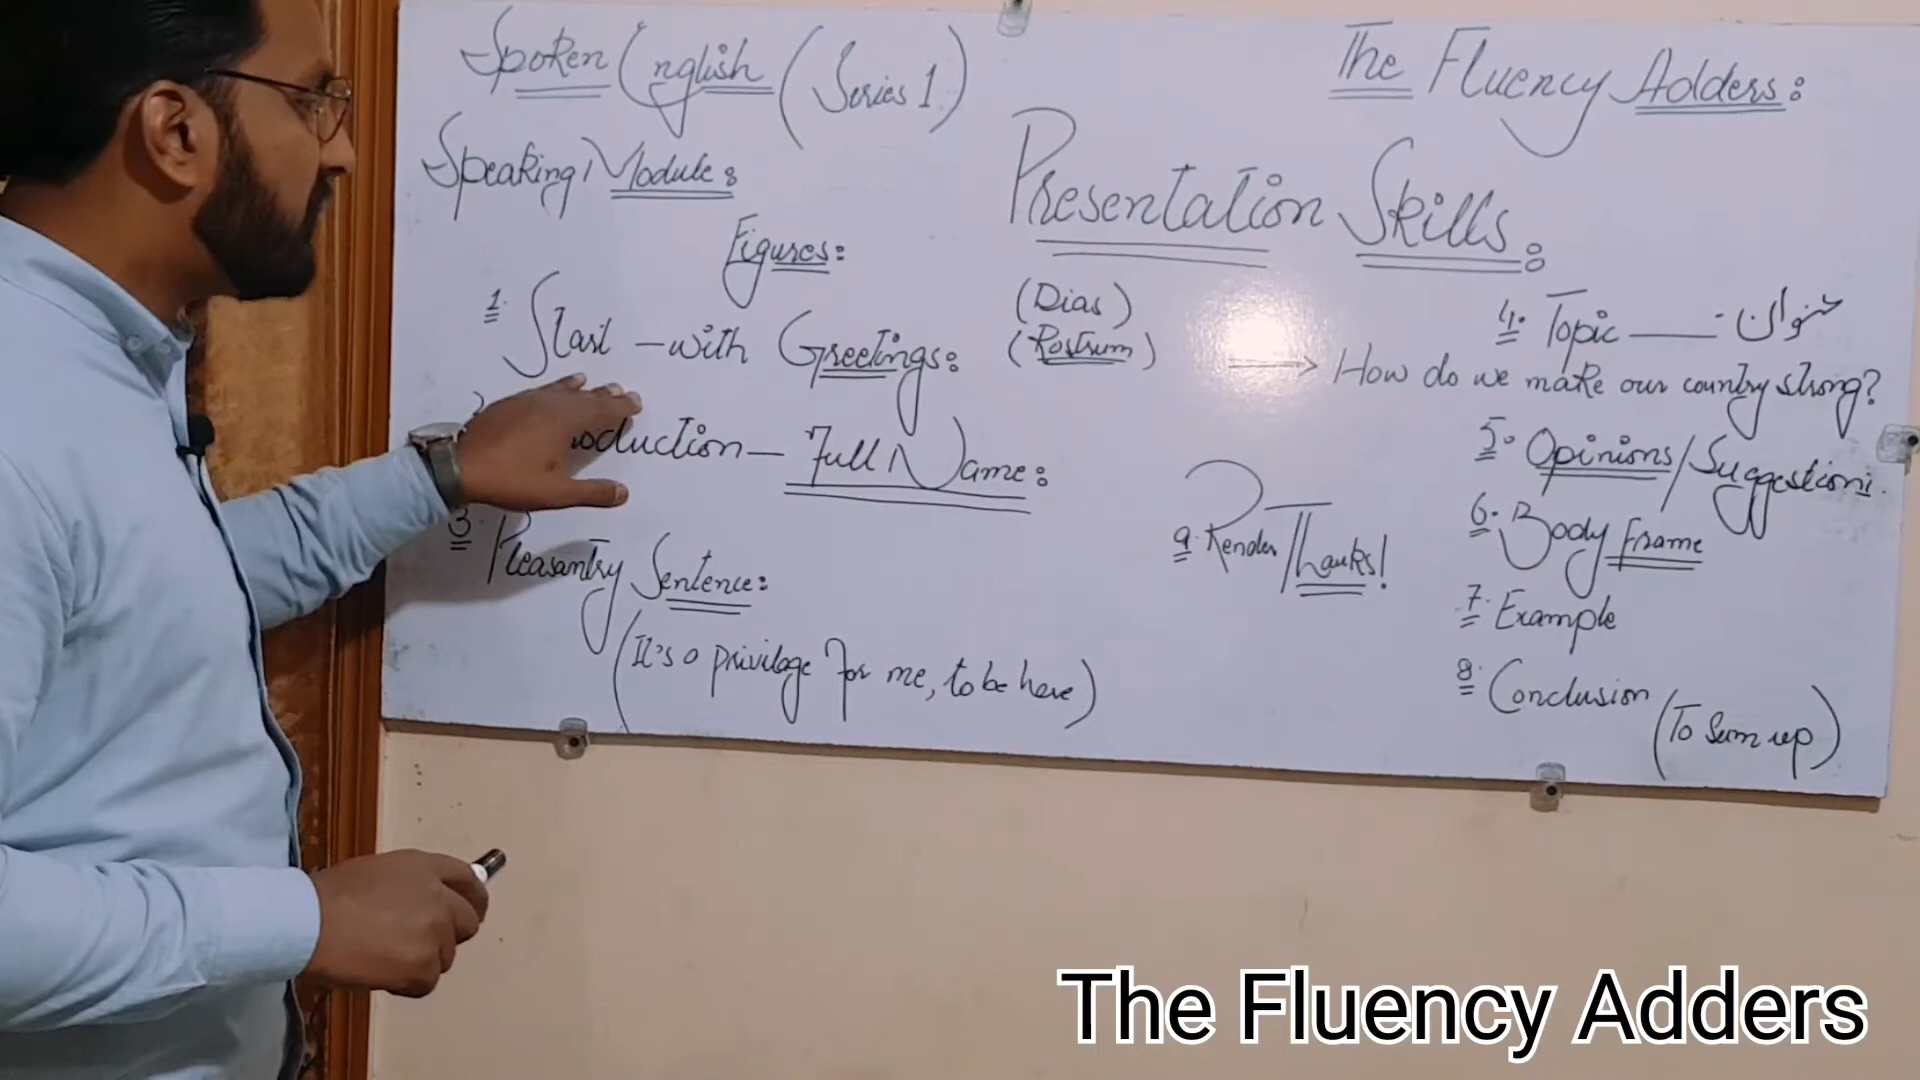 Spoken English (Series 1)
The Fluency Adders:
Speaking Module:
Presentation Skills:
Figures:
1. Start - with Greetings:
(Dias)
(Rostrum)
2
oduction — Full Name:
3. Pleasantry Sentence:
(It's a privilage for me, to be here)
4. Topic —— عنوان
→ How do we make our country strong?
5. Opinions/Suggestions.
6. Body Frame
7. Example
8. Conclusion
(To Sum up)
9. Render Thanks!
The Fluency Adders